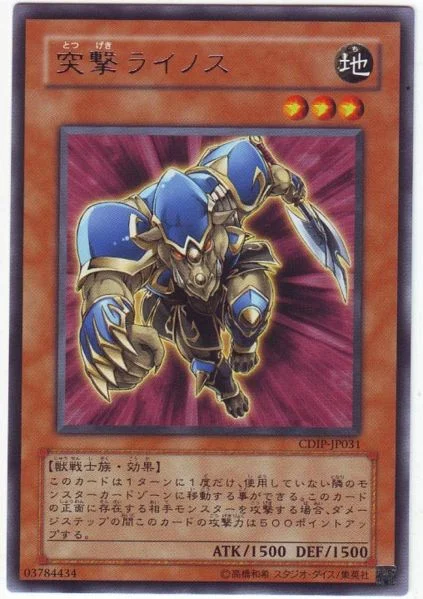 とつ げき
突撃ライノス
ち
地
CDIP-JP031
【獣戦士族・効果】
このカードは１ターンに１度だけ、使用していない隣のモ
ンスターカードゾーンに移動する事ができる。このカード
の正面に存在する相手モンスターを攻撃する場合、ダメ
ージステップの間このカードの攻撃力は５００ポイントアッ
プする。
ATK/1500 DEF/1500
03784434
©高橋和希 スタジオ・ダイス/集英社